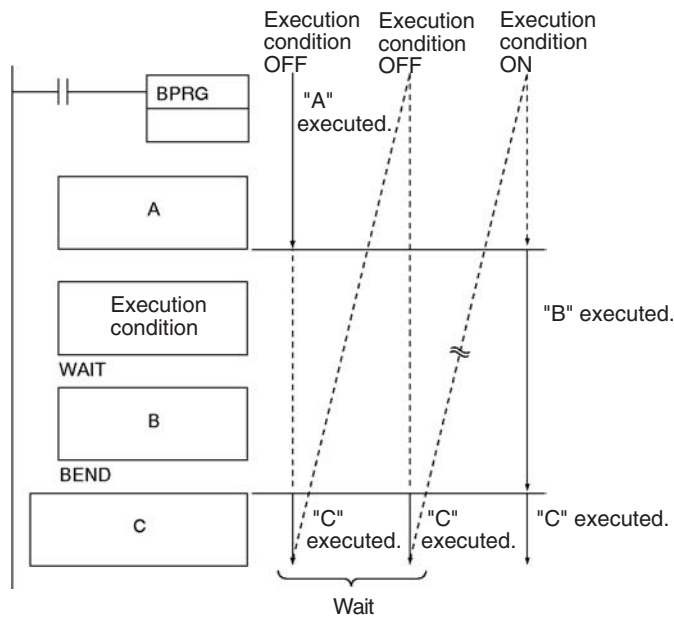 Execution
condition
OFF
Execution
condition
OFF
Execution
condition
ON
BPRG
"A"
executed.
A
Execution
condition
"B" executed.
WAIT
B
BEND
C
"C"
executed.
"C"
executed.
"C" executed.
Wait